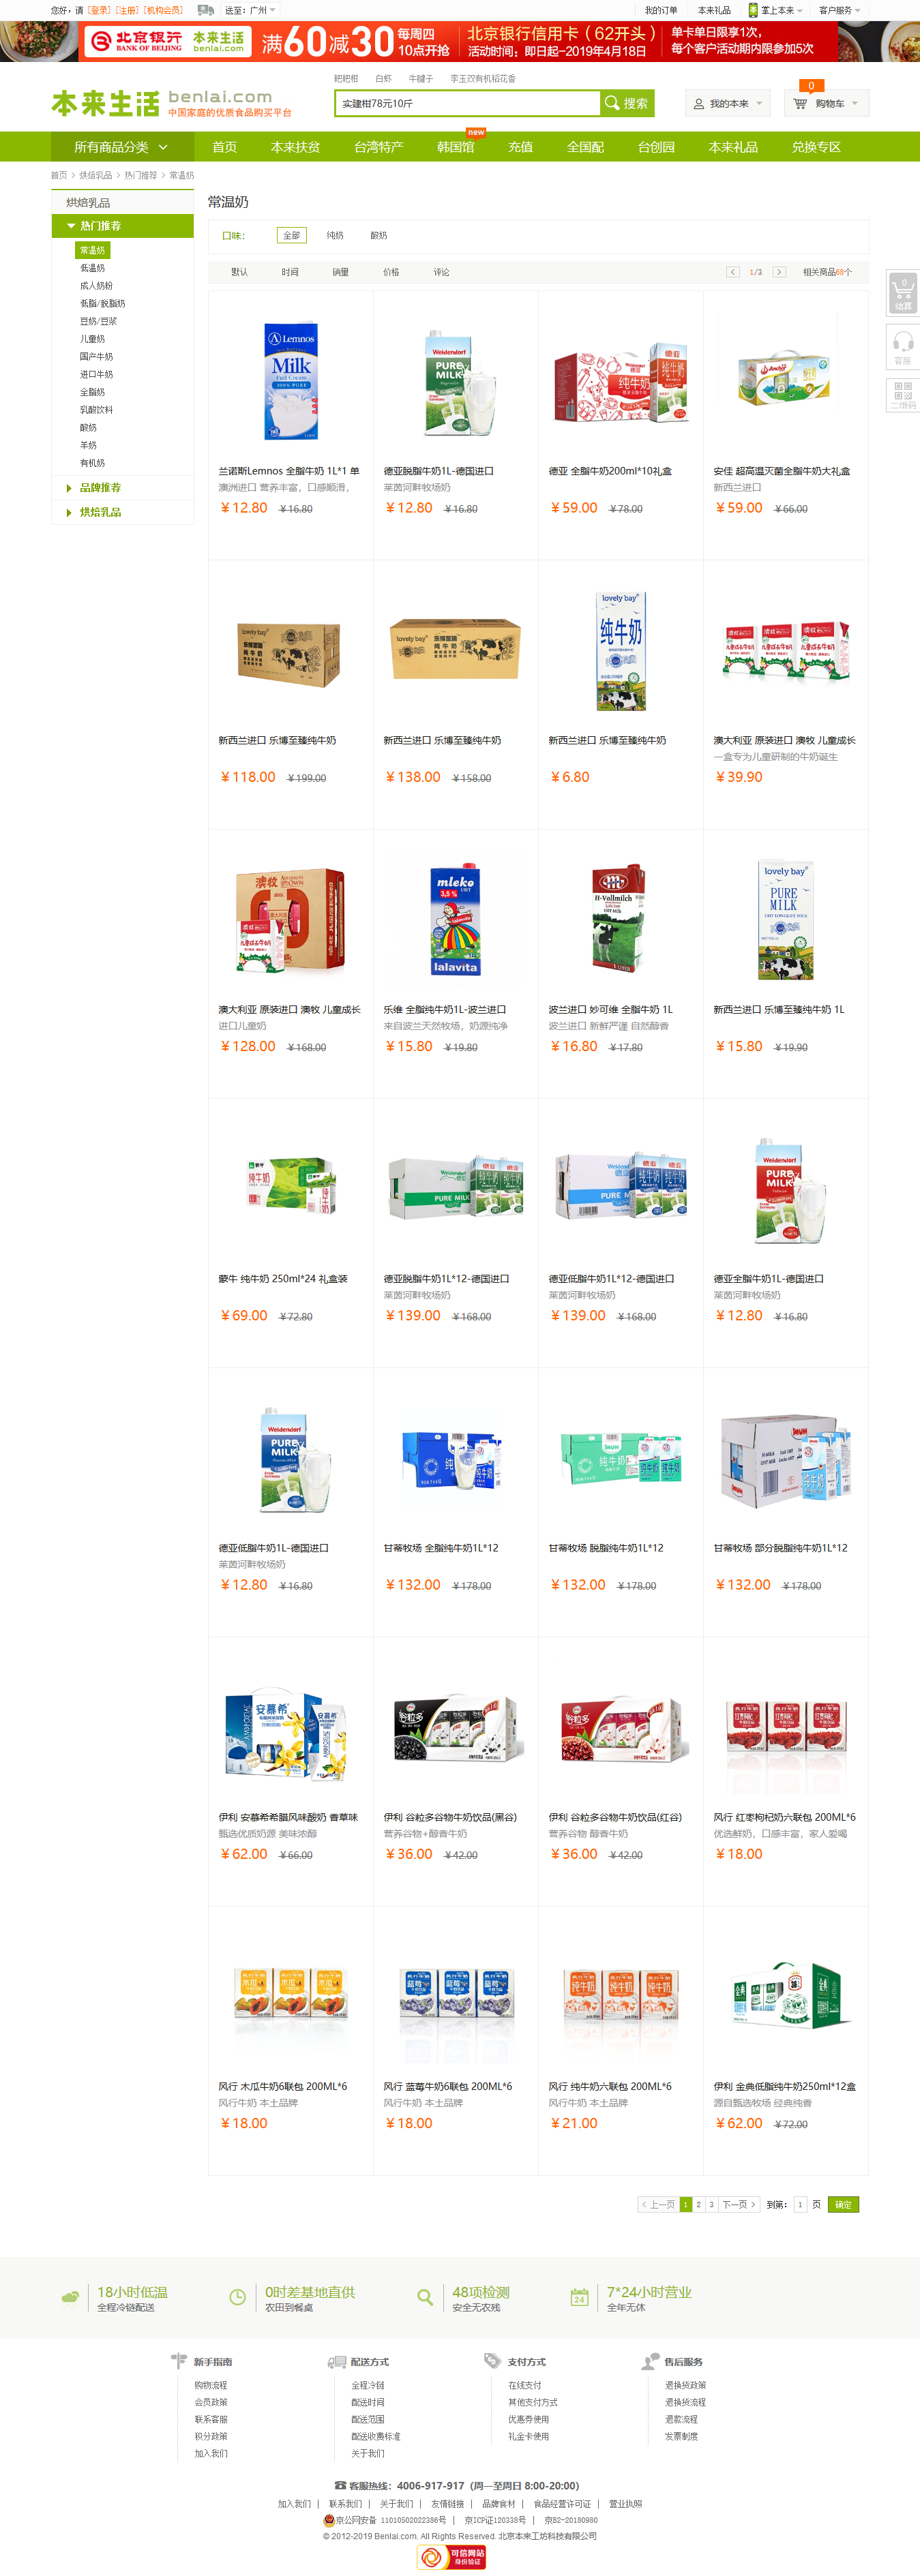 您好，请 [登录] [注册] [机构会员] 送至：广州 我的订单 本来礼品 掌上本来 客户服务
北京银行 BANK OF BEIJING 本来生活 benlai.com 满60减30 每周四 10点开抢 北京银行信用卡（62开头） 活动时间：即日起-2019年4月18日 单卡单日限享1次， 每个客户活动期内限参加5次
耙耙柑 白虾 牛腱子 李玉双有机稻花香
本来生活 benlai.com 中国家庭的优质食品购买平台
实建柑78元10斤 搜索 我的本来 0 购物车
所有商品分类 首页 本来扶贫 台湾特产 韩国馆 new 充值 全国配 台创园 本来礼品 兑换专区
首页 > 烘焙乳品 > 热门推荐 > 常温奶
烘焙乳品
热门推荐
常温奶
低温奶
成人奶粉
低脂/脱脂奶
豆奶/豆浆
儿童奶
国产牛奶
进口牛奶
全脂奶
乳酸饮料
酸奶
羊奶
有机奶
品牌推荐
烘焙乳品
常温奶
口味： 全部 纯奶 酸奶
默认 时间 销量 价格 评论 1/3 相关商品68个
0
结算
客服
二维码
兰诺斯Lemnos 全脂牛奶 1L*1 单
澳洲进口 营养丰富，口感顺滑，
￥12.80 ￥16.80
德亚脱脂牛奶1L-德国进口
莱茵河畔牧场奶
￥12.80 ￥16.80
德亚 全脂牛奶200ml*10礼盒
￥59.00 ￥78.00
安佳 超高温灭菌全脂牛奶大礼盒
新西兰进口
￥59.00 ￥66.00
新西兰进口 乐博至臻纯牛奶
￥118.00 ￥199.00
新西兰进口 乐博至臻纯牛奶
￥138.00 ￥158.00
新西兰进口 乐博至臻纯牛奶
￥6.80
澳大利亚 原装进口 澳牧 儿童成长
一盒专为儿童研制的牛奶诞生
￥39.90
澳大利亚 原装进口 澳牧 儿童成长
进口儿童奶
￥128.00 ￥168.00
乐维 全脂纯牛奶1L-波兰进口
来自波兰天然牧场，奶源纯净
￥15.80 ￥19.80
波兰进口 妙可维 全脂牛奶 1L
波兰进口 新鲜严谨 自然醇香
￥16.80 ￥17.80
新西兰进口 乐博至臻纯牛奶 1L
￥15.80 ￥19.90
蒙牛 纯牛奶 250ml*24 礼盒装
￥69.00 ￥72.80
德亚脱脂牛奶1L*12-德国进口
莱茵河畔牧场奶
￥139.00 ￥168.00
德亚低脂牛奶1L*12-德国进口
莱茵河畔牧场奶
￥139.00 ￥168.00
德亚全脂牛奶1L-德国进口
莱茵河畔牧场奶
￥12.80 ￥16.80
德亚低脂牛奶1L-德国进口
莱茵河畔牧场奶
￥12.80 ￥16.80
甘蒂牧场 全脂纯牛奶1L*12
￥132.00 ￥178.00
甘蒂牧场 脱脂纯牛奶1L*12
￥132.00 ￥178.00
甘蒂牧场 部分脱脂纯牛奶1L*12
￥132.00 ￥178.00
伊利 安慕希希腊风味酸奶 香草味
甄选优质奶源 美味浓醇
￥62.00 ￥66.00
伊利 谷粒多谷物牛奶饮品(黑谷)
营养谷物+醇香牛奶
￥36.00 ￥42.00
伊利 谷粒多谷物牛奶饮品(红谷)
营养谷物 醇香牛奶
￥36.00 ￥42.00
风行 红枣枸杞奶六联包 200ML*6
优选鲜奶，口感丰富，家人爱喝
￥18.00
风行 木瓜牛奶6联包 200ML*6
风行牛奶 本土品牌
￥18.00
风行 蓝莓牛奶6联包 200ML*6
风行牛奶 本土品牌
￥18.00
风行 纯牛奶六联包 200ML*6
风行牛奶 本土品牌
￥21.00
伊利 金典低脂纯牛奶250ml*12盒
源自甄选牧场 经典纯香
￥62.00 ￥72.00
< 上一页 1 2 3 下一页 > 到第： 1 页 确定
18小时低温 全程冷链配送
0时差基地直供 农田到餐桌
48项检测 安全无农残
24 7*24小时营业 全年无休
新手指南
购物流程
会员政策
联系客服
积分政策
加入我们
配送方式
全程冷链
配送时间
配送范围
配送收费标准
关于我们
支付方式
在线支付
其他支付方式
优惠券使用
礼金卡使用
售后服务
退换货政策
退换货流程
退款流程
发票制度
客服热线：4006-917-917（周一至周日 8:00-20:00）
加入我们 | 联系我们 | 关于我们 | 友情链接 | 品牌食材 | 食品经营许可证 | 营业执照
京公网安备 11010502022386号 | 京ICP证120338号 | 京B2-20180980
© 2012-2019 Benlai.com. All Rights Reserved. 北京本来工坊科技有限公司
可信网站 身份验证